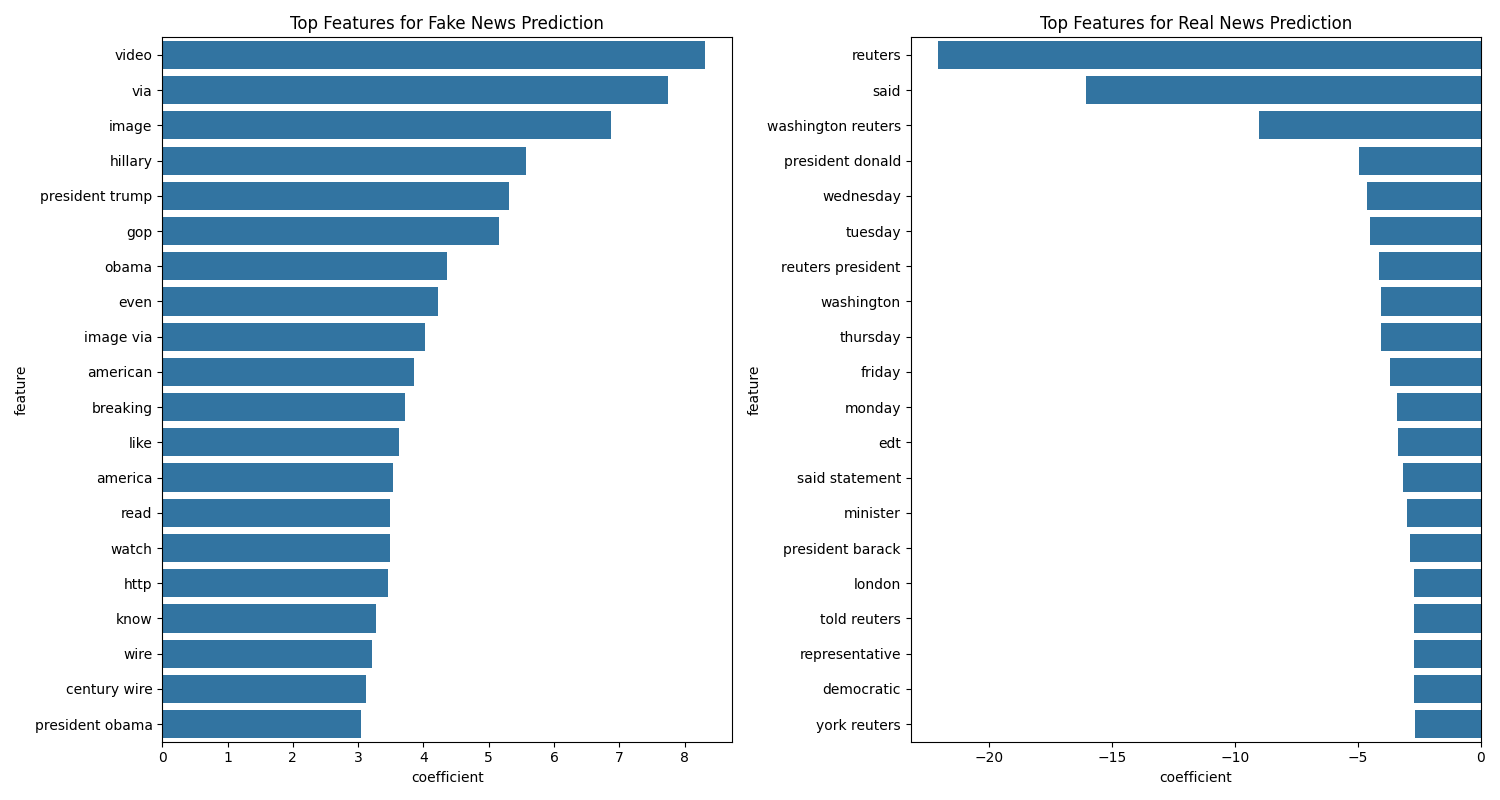 Top Features for Fake News Prediction
video
via
image
hillary
president trump
gop
obama
even
image via
american
breaking
like
america
read
watch
http
know
wire
century wire
president obama
feature
0 1 2 3 4 5 6 7 8
coefficient
Top Features for Real News Prediction
reuters
said
washington reuters
president donald
wednesday
tuesday
reuters president
washington
thursday
friday
monday
edt
said statement
minister
president barack
london
told reuters
representative
democratic
york reuters
feature
−20 −15 −10 −5 0
coefficient